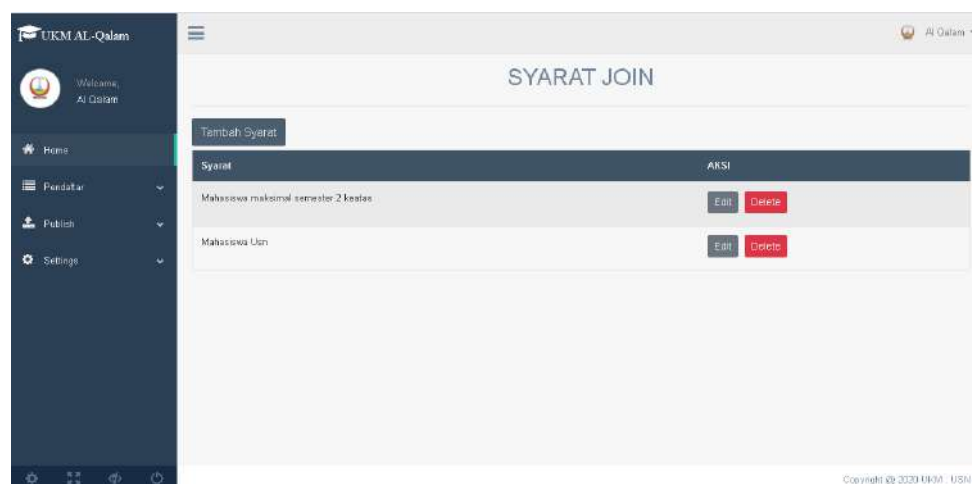 UKM AL-Qalam
Al Qalam
Welcome,
Al Qalam
SYARAT JOIN
Tambah Syarat
Home
Syarat AKSI
Pendaftar
Mahasiswa maksimal semester 2 keatas Edit Delete
Publish
Mahasiswa Usn Edit Delete
Settings
Copyright @ 2020 UKM : USN